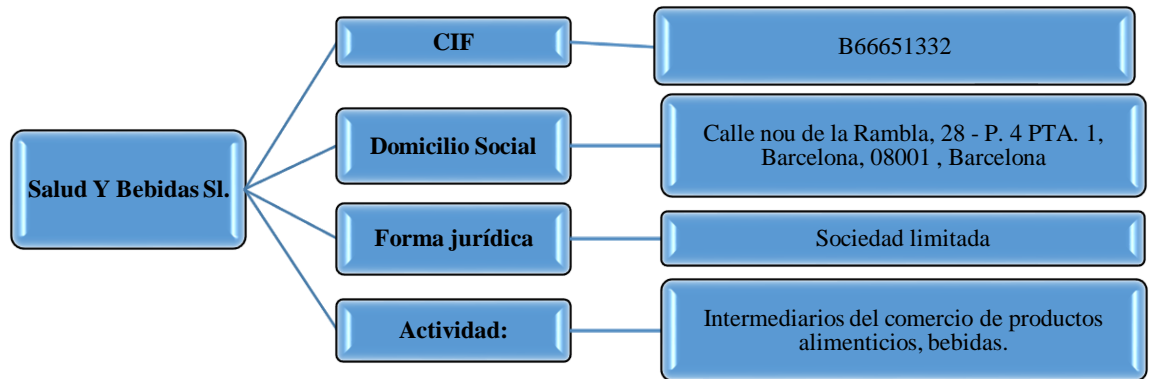 Salud Y Bebidas Sl.
CIF
B66651332
Domicilio Social
Calle nou de la Rambla, 28 - P. 4 PTA. 1,
Barcelona, 08001 , Barcelona
Forma jurídica
Sociedad limitada
Actividad:
Intermediarios del comercio de productos
alimenticios, bebidas.